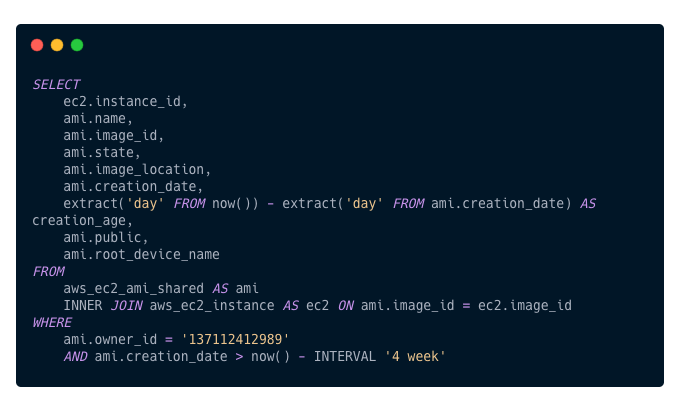 SELECT
    ec2.instance_id,
    ami.name,
    ami.image_id,
    ami.state,
    ami.image_location,
    ami.creation_date,
    extract('day' FROM now()) - extract('day' FROM ami.creation_date) AS
creation_age,
    ami.public,
    ami.root_device_name
FROM
    aws_ec2_ami_shared AS ami
    INNER JOIN aws_ec2_instance AS ec2 ON ami.image_id = ec2.image_id
WHERE
    ami.owner_id = '137112412989'
    AND ami.creation_date > now() - INTERVAL '4 week'